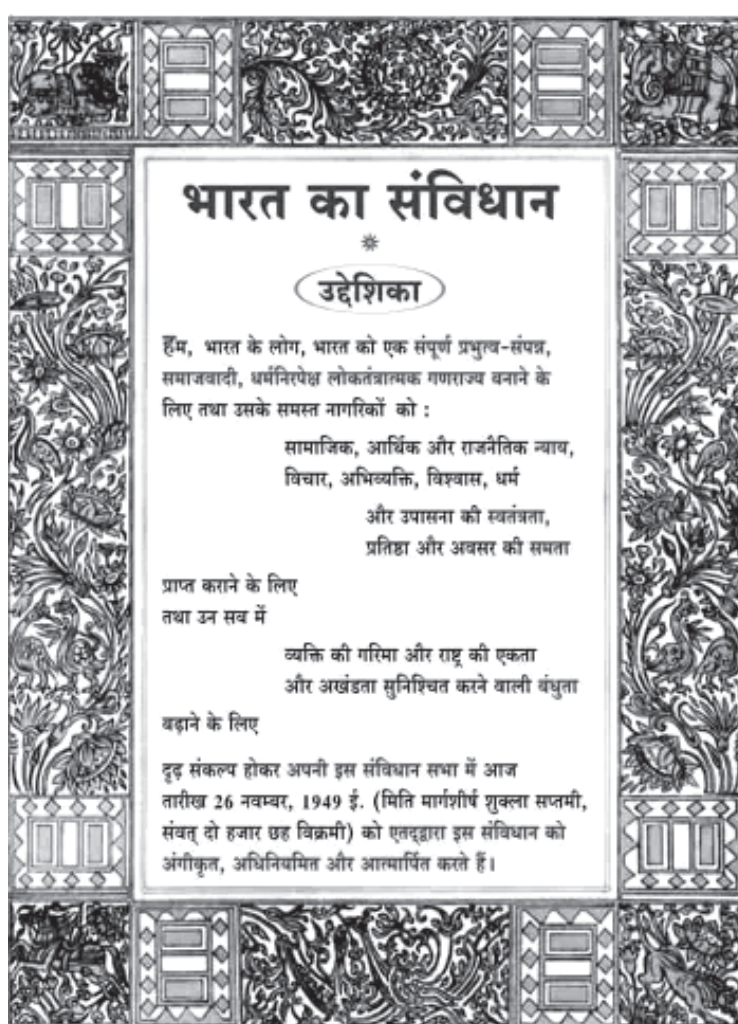 भारत का संविधान
उद्देशिका
हम, भारत के लोग, भारत को एक संपूर्ण प्रभुत्व-संपन्न,
समाजवादी, धर्मनिरपेक्ष लोकतंत्रात्मक गणराज्य बनाने के
लिए तथा उसके समस्त नागरिकों को :
सामाजिक, आर्थिक और राजनैतिक न्याय,
विचार, अभिव्यक्ति, विश्वास, धर्म
और उपासना की स्वतंत्रता,
प्रतिष्ठा और अवसर की समता
प्राप्त कराने के लिए
तथा उन सब में
व्यक्ति की गरिमा और राष्ट्र की एकता
और अखंडता सुनिश्चित करने वाली बंधुता
बढ़ाने के लिए
दृढ़ संकल्प होकर अपनी इस संविधान सभा में आज
तारीख 26 नवम्बर, 1949 ई. (मिति मार्गशीर्ष शुक्ला सप्तमी,
संवत् दो हजार छह विक्रमी) को एतद्द्वारा इस संविधान को
अंगीकृत, अधिनियमित और आत्मार्पित करते हैं।